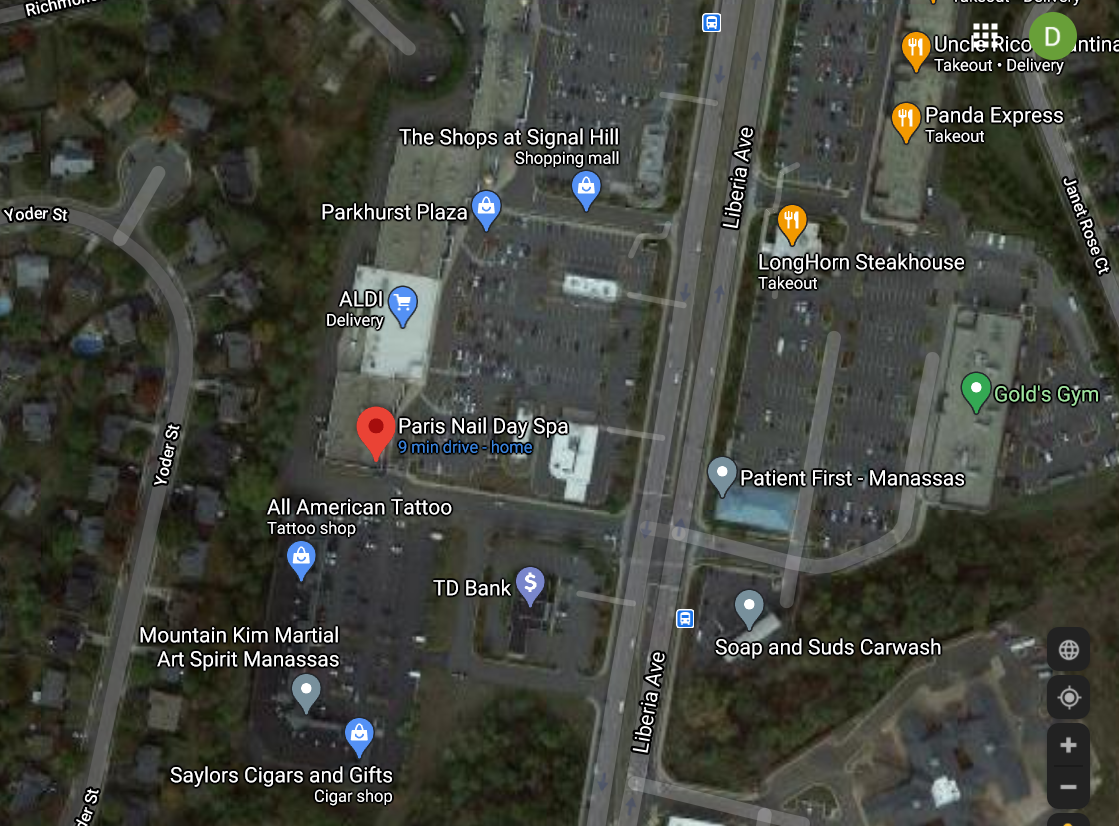 Richmond
Takeout • Delivery
D
Uncle Rico
ntina
Takeout • Delivery
Panda Express
Takeout
The Shops at Signal Hill
Shopping mall
Liberia Ave
Janet Rose Ct
Yoder St
Parkhurst Plaza
LongHorn Steakhouse
Takeout
ALDI
Delivery
Gold's Gym
Paris Nail Day Spa
9 min drive - home
Yoder St
Patient First - Manassas
All American Tattoo
Tattoo shop
TD Bank
$
Soap and Suds Carwash
Mountain Kim Martial
Art Spirit Manassas
Liberia Ave
Saylors Cigars and Gifts
Cigar shop
der St